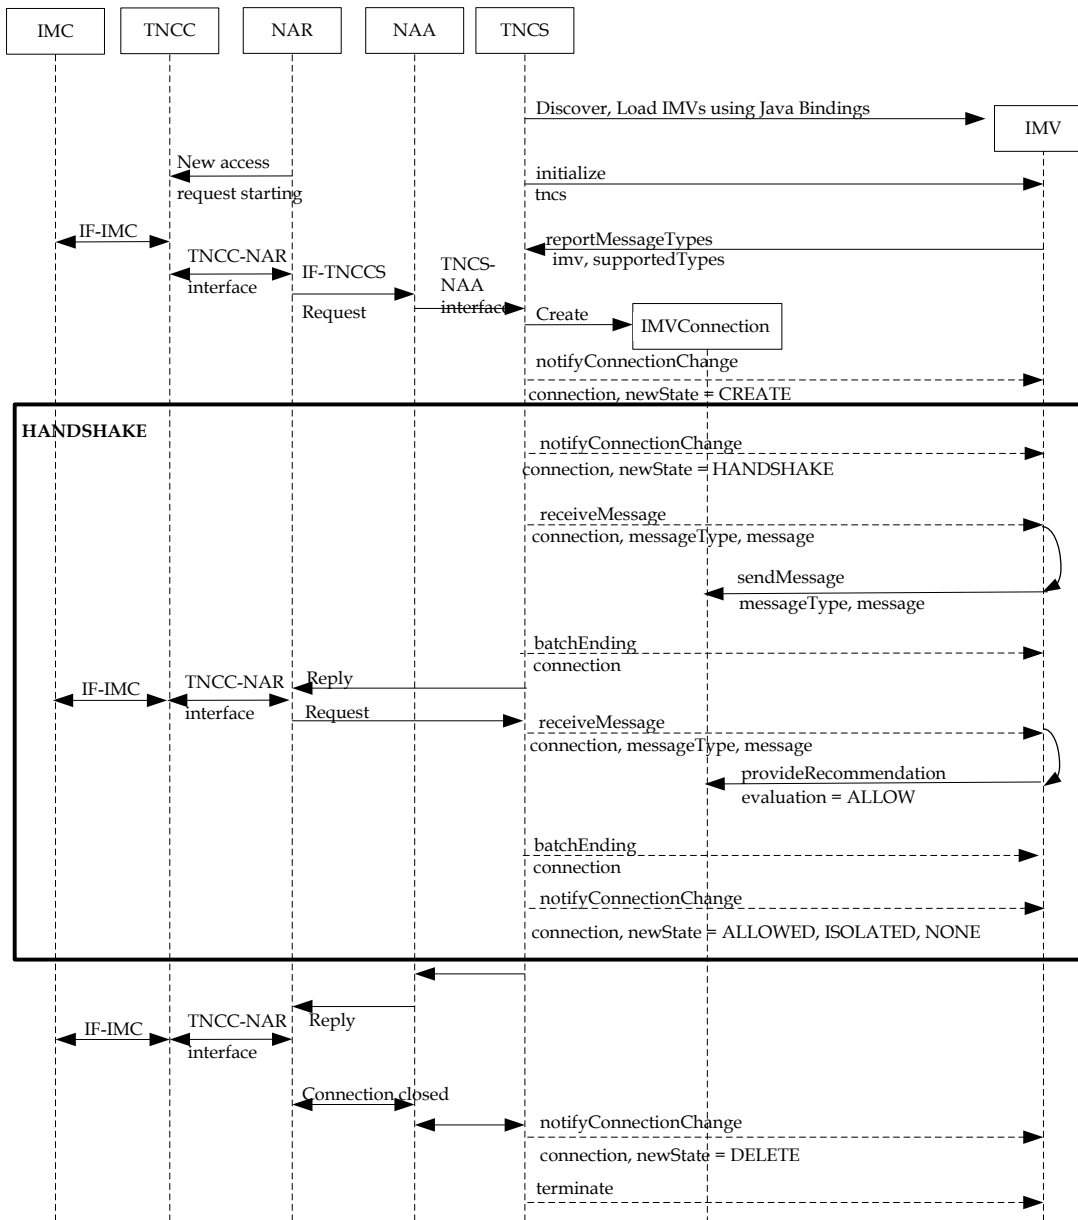 IMC
TNCC
NAR
NAA
TNCS
Discover, Load IMVs using Java Bindings
IMV
New access
request starting
initialize
tncs
IF-IMC
reportMessageTypes
imv, supportedTypes
TNCC-NAR
interface
IF-TNCCS
Request
TNCS-
NAA
interface
Create
IMVConnection
notifyConnectionChange
connection, newState = CREATE
HANDSHAKE
notifyConnectionChange
connection, newState = HANDSHAKE
receiveMessage
connection, messageType, message
sendMessage
messageType, message
batchEnding
connection
IF-IMC
TNCC-NAR
interface
Reply
Request
receiveMessage
connection, messageType, message
provideRecommendation
evaluation = ALLOW
batchEnding
connection
notifyConnectionChange
connection, newState = ALLOWED, ISOLATED, NONE
IF-IMC
TNCC-NAR
interface
Reply
Connection closed
notifyConnectionChange
connection, newState = DELETE
terminate